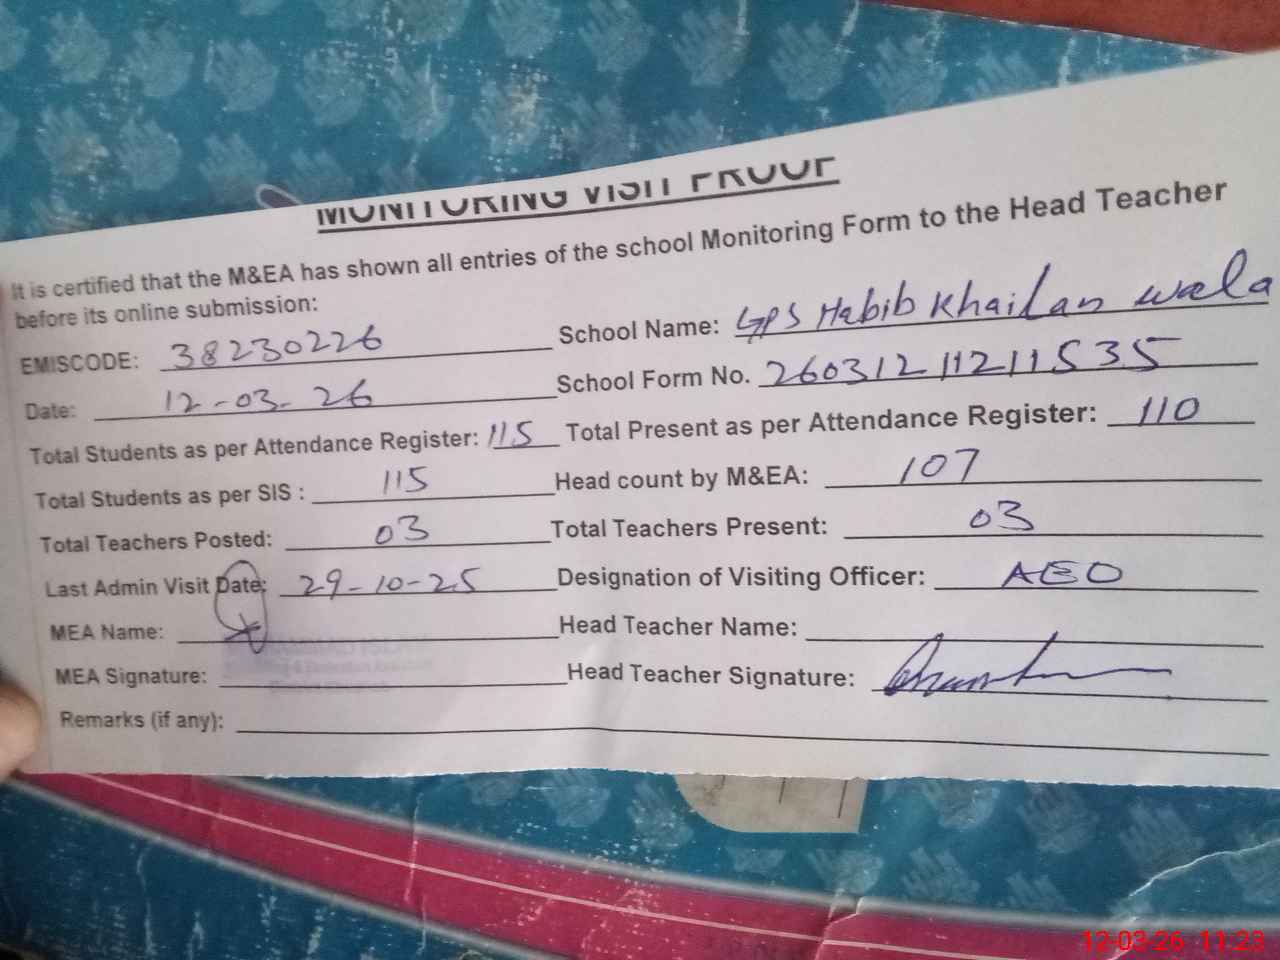 MONITORING VISIT PROOF
It is certified that the M&EA has shown all entries of the school Monitoring Form to the Head Teacher
before its online submission:
EMISCODE: 38230226 School Name: GPS Habib Khailan wala
Date: 12-03-26 School Form No. 26031211211535
Total Students as per Attendance Register: 115 Total Present as per Attendance Register: 110
Total Students as per SIS : 115 Head count by M&EA: 107
Total Teachers Posted: 03 Total Teachers Present: 03
Last Admin Visit Date: 29-10-25 Designation of Visiting Officer: AEO
MEA Name: Head Teacher Name:
MEA Signature: Head Teacher Signature:
Remarks (if any):
12-03-26 11:23